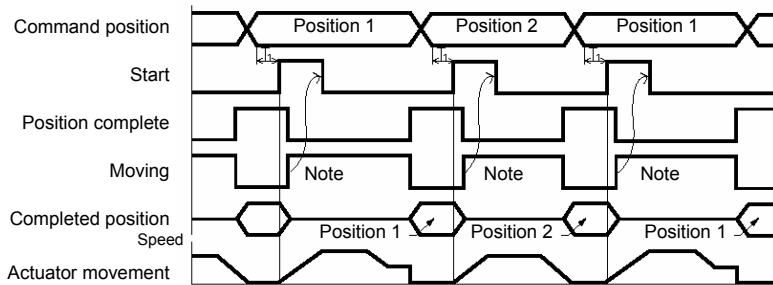 Command position Position 1 Position 2 Position 1
T1 T1 T1
Start
Position complete
Moving Note Note Note
Completed position
Position 1 Position 2 Position 1
Speed
Actuator movement